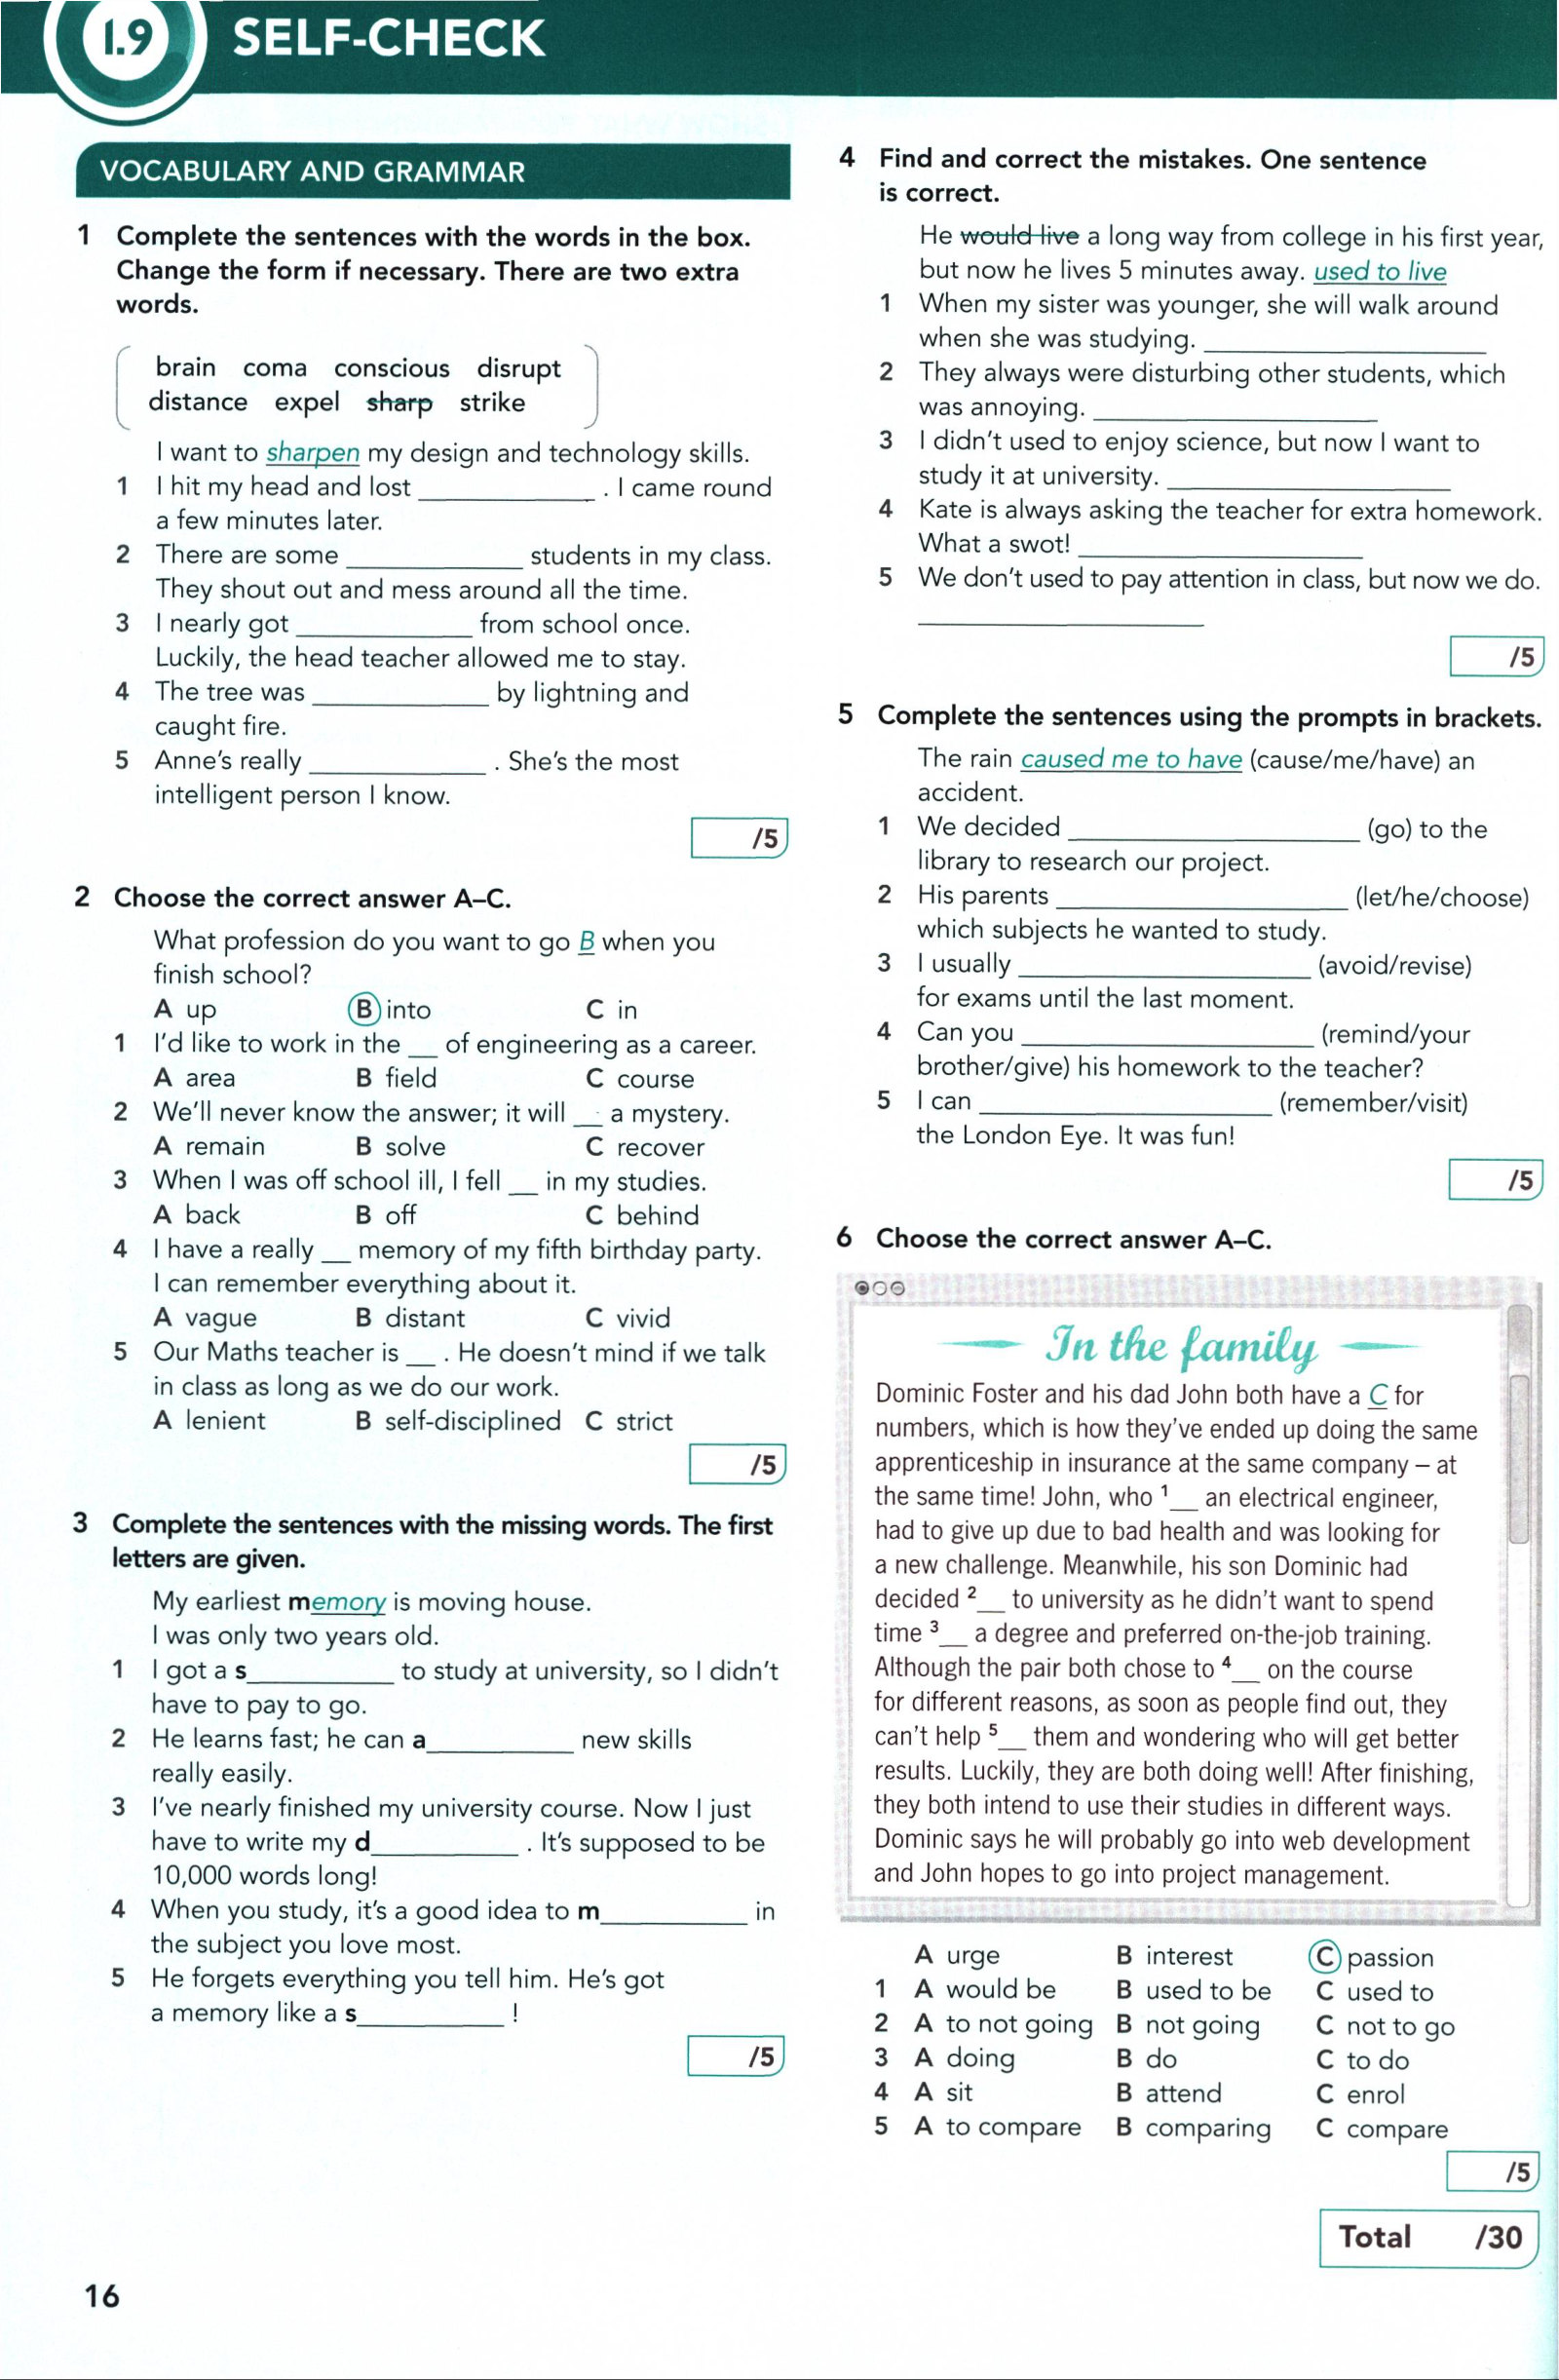 1.9 SELF-CHECK
VOCABULARY AND GRAMMAR
1 Complete the sentences with the words in the box.
Change the form if necessary. There are two extra
words.
brain coma conscious disrupt
distance expel sharp strike
I want to sharpen my design and technology skills.
1 I hit my head and lost ____________ . I came round
a few minutes later.
2 There are some ____________ students in my class.
They shout out and mess around all the time.
3 I nearly got ____________ from school once.
Luckily, the head teacher allowed me to stay.
4 The tree was ____________ by lightning and
caught fire.
5 Anne's really ____________ . She's the most
intelligent person I know.
/5
2 Choose the correct answer A–C.
What profession do you want to go B when you
finish school?
A up B into C in
1 I'd like to work in the __ of engineering as a career.
A area B field C course
2 We'll never know the answer; it will __ a mystery.
A remain B solve C recover
3 When I was off school ill, I fell __ in my studies.
A back B off C behind
4 I have a really __ memory of my fifth birthday party.
I can remember everything about it.
A vague B distant C vivid
5 Our Maths teacher is __ . He doesn't mind if we talk
in class as long as we do our work.
A lenient B self-disciplined C strict
/5
3 Complete the sentences with the missing words. The first
letters are given.
My earliest memory is moving house.
I was only two years old.
1 I got a s__________ to study at university, so I didn't
have to pay to go.
2 He learns fast; he can a__________ new skills
really easily.
3 I've nearly finished my university course. Now I just
have to write my d__________ . It's supposed to be
10,000 words long!
4 When you study, it's a good idea to m__________ in
the subject you love most.
5 He forgets everything you tell him. He's got
a memory like a s__________ !
/5
4 Find and correct the mistakes. One sentence
is correct.
He would live a long way from college in his first year,
but now he lives 5 minutes away. used to live
1 When my sister was younger, she will walk around
when she was studying. ____________________
2 They always were disturbing other students, which
was annoying. ____________________
3 I didn't used to enjoy science, but now I want to
study it at university. ____________________
4 Kate is always asking the teacher for extra homework.
What a swot! ____________________
5 We don't used to pay attention in class, but now we do.
____________________
/5
5 Complete the sentences using the prompts in brackets.
The rain caused me to have (cause/me/have) an
accident.
1 We decided ____________________ (go) to the
library to research our project.
2 His parents ____________________ (let/he/choose)
which subjects he wanted to study.
3 I usually ____________________ (avoid/revise)
for exams until the last moment.
4 Can you ____________________ (remind/your
brother/give) his homework to the teacher?
5 I can ____________________ (remember/visit)
the London Eye. It was fun!
/5
6 Choose the correct answer A–C.
In the family
Dominic Foster and his dad John both have a C for
numbers, which is how they've ended up doing the same
apprenticeship in insurance at the same company – at
the same time! John, who 1__ an electrical engineer,
had to give up due to bad health and was looking for
a new challenge. Meanwhile, his son Dominic had
decided 2__ to university as he didn't want to spend
time 3__ a degree and preferred on-the-job training.
Although the pair both chose to 4__ on the course
for different reasons, as soon as people find out, they
can't help 5__ them and wondering who will get better
results. Luckily, they are both doing well! After finishing,
they both intend to use their studies in different ways.
Dominic says he will probably go into web development
and John hopes to go into project management.
A urge B interest C passion
1 A would be B used to be C used to
2 A to not going B not going C not to go
3 A doing B do C to do
4 A sit B attend C enrol
5 A to compare B comparing C compare
/5
Total /30
16